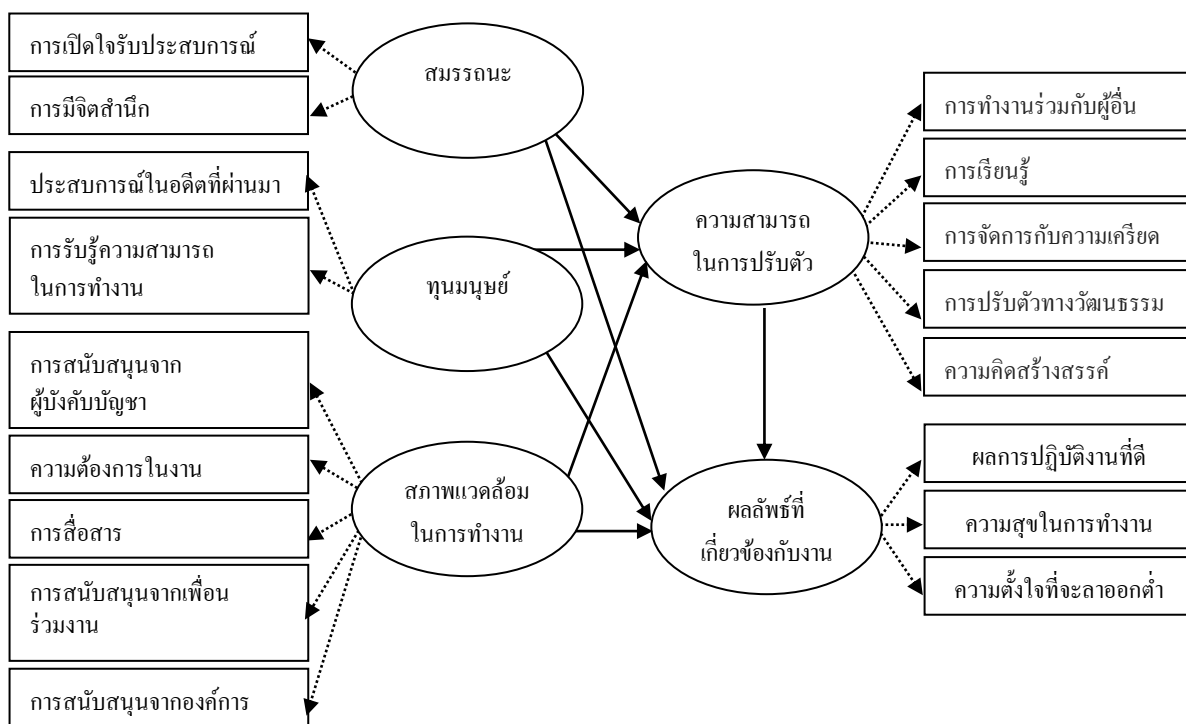 การเปิดใจรับประสบการณ์
การมีจิตสำนึก
ประสบการณ์ในอดีตที่ผ่านมา
การรับรู้ความสามารถ
ในการทำงาน
การสนับสนุนจาก
ผู้บังคับบัญชา
ความต้องการในงาน
การสื่อสาร
การสนับสนุนจากเพื่อน
ร่วมงาน
การสนับสนุนจากองค์การ
สมรรถนะ
ทุนมนุษย์
สภาพแวดล้อม
ในการทำงาน
ความสามารถ
ในการปรับตัว
ผลลัพธ์ที่
เกี่ยวข้องกับงาน
การทำงานร่วมกับผู้อื่น
การเรียนรู้
การจัดการกับความเครียด
การปรับตัวทางวัฒนธรรม
ความคิดสร้างสรรค์
ผลการปฏิบัติงานที่ดี
ความสุขในการทำงาน
ความตั้งใจที่จะลาออกต่ำ